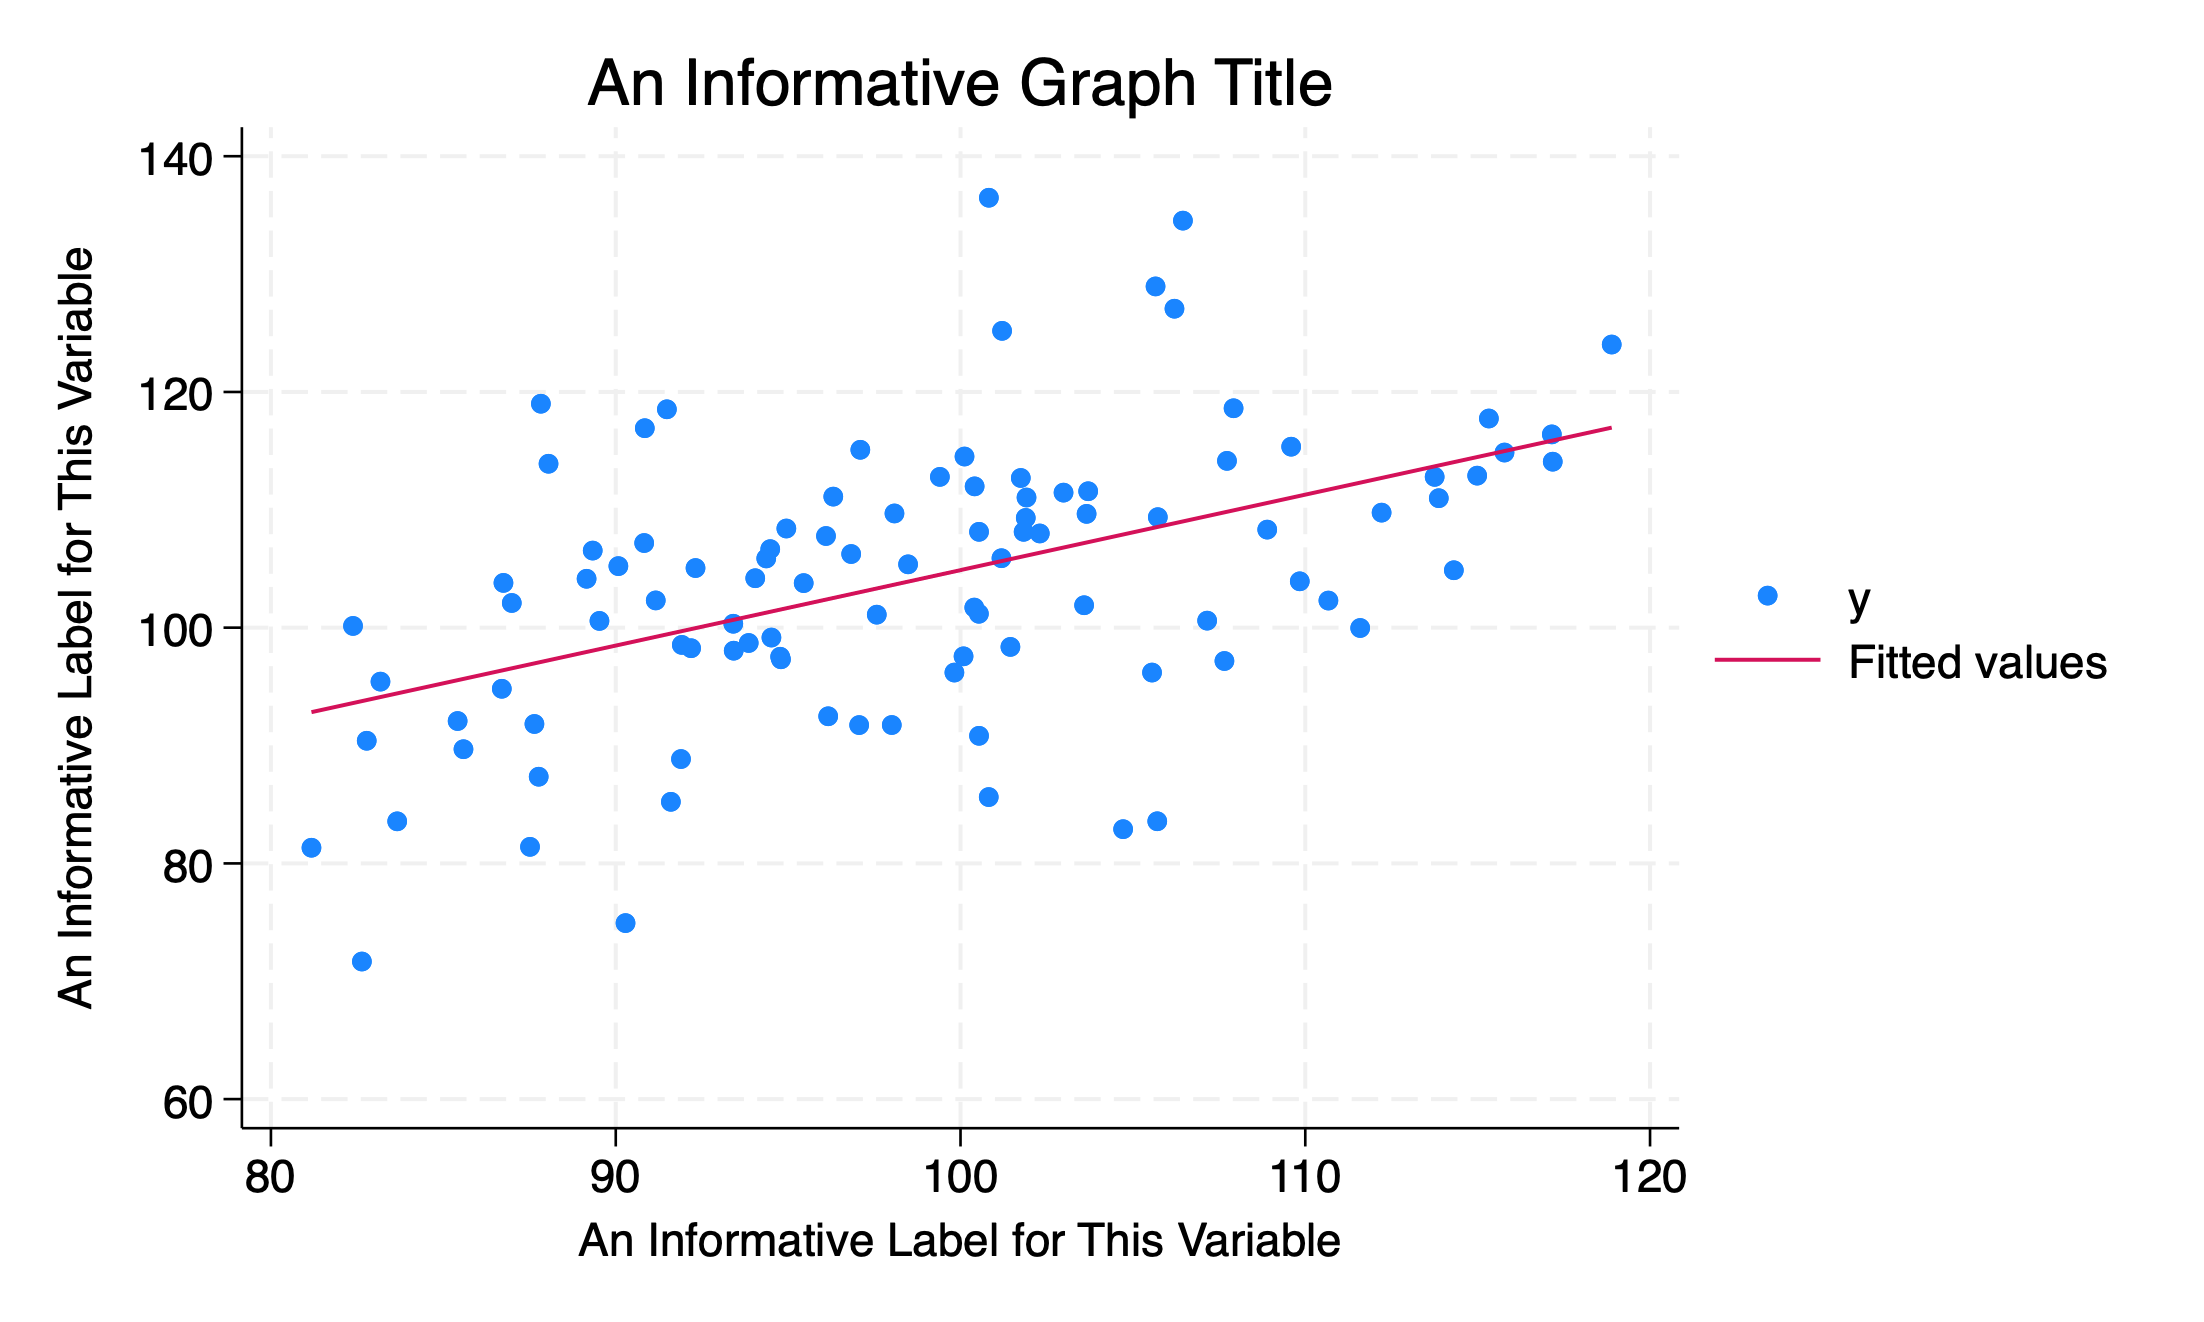 An Informative Graph Title
An Informative Label for This Variable
140
120
100
80
60
80 90 100 110 120
An Informative Label for This Variable
y
Fitted values